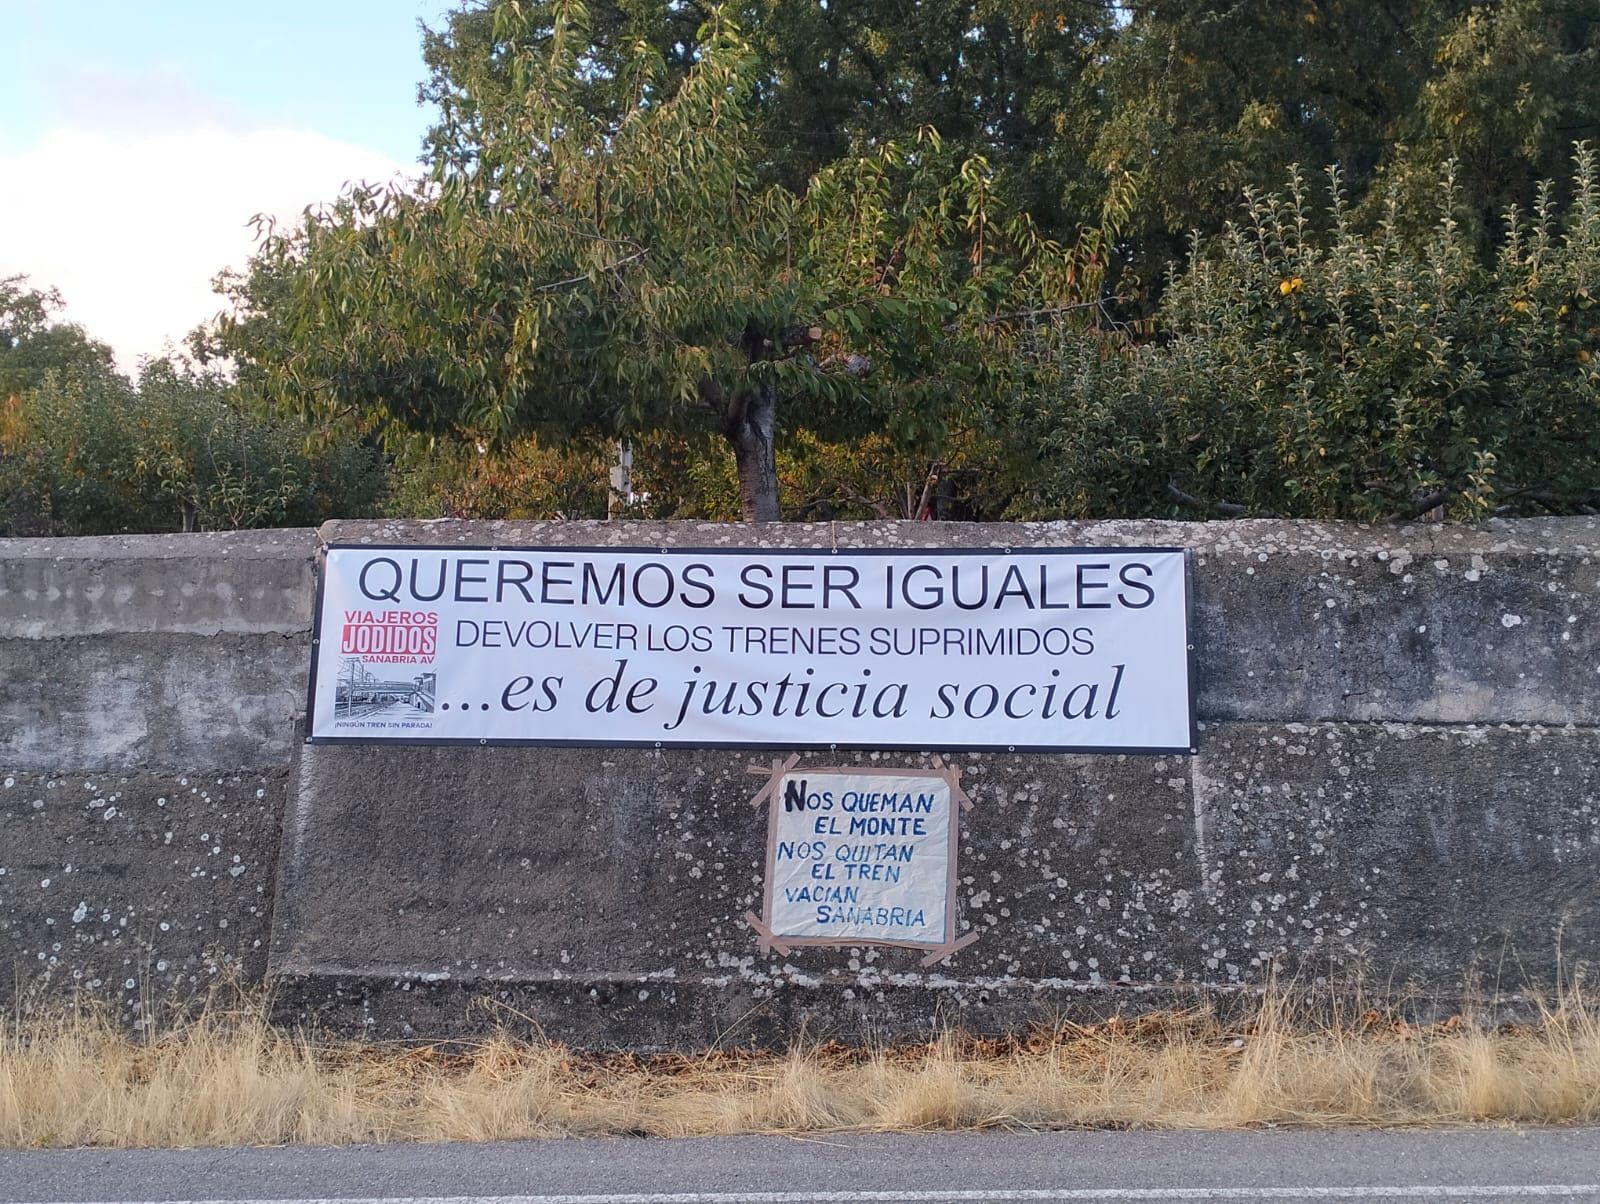 QUEREMOS SER IGUALES
VIAJEROS
JODIDOS
SANABRIA AV
¡NINGÚN TREN SIN PARADA!
DEVOLVER LOS TRENES SUPRIMIDOS
...es de justicia social
NOS QUEMAN
EL MONTE
NOS QUITAN
EL TREN
VACIAN
SANABRIA